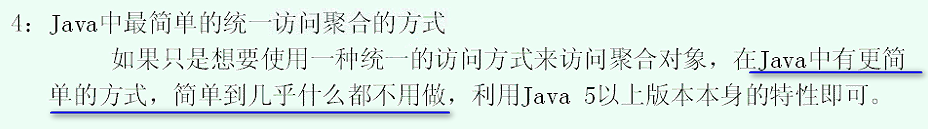 4：Java中最简单的统一访问聚合的方式
如果只是想要使用一种统一的访问方式来访问聚合对象，在Java中有更简
单的方式，简单到几乎什么都不用做，利用Java 5以上版本本身的特性即可。